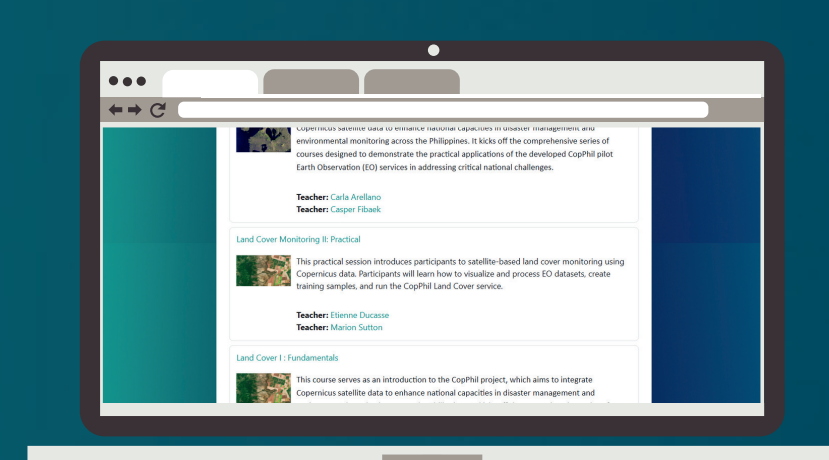 Copernicus satellite data to enhance national capacities in disaster management and
environmental monitoring across the Philippines. It kicks off the comprehensive series of
courses designed to demonstrate the practical applications of the developed CopPhil pilot
Earth Observation (EO) services in addressing critical national challenges.
Teacher: Carla Arellano
Teacher: Casper Fibaek
Land Cover Monitoring II: Practical
This practical session introduces participants to satellite-based land cover monitoring using
Copernicus data. Participants will learn how to visualize and process EO datasets, create
training samples, and run the CopPhil Land Cover service.
Teacher: Etienne Ducasse
Teacher: Marion Sutton
Land Cover I : Fundamentals
This course serves as an introduction to the CopPhil project, which aims to integrate
Copernicus satellite data to enhance national capacities in disaster management and